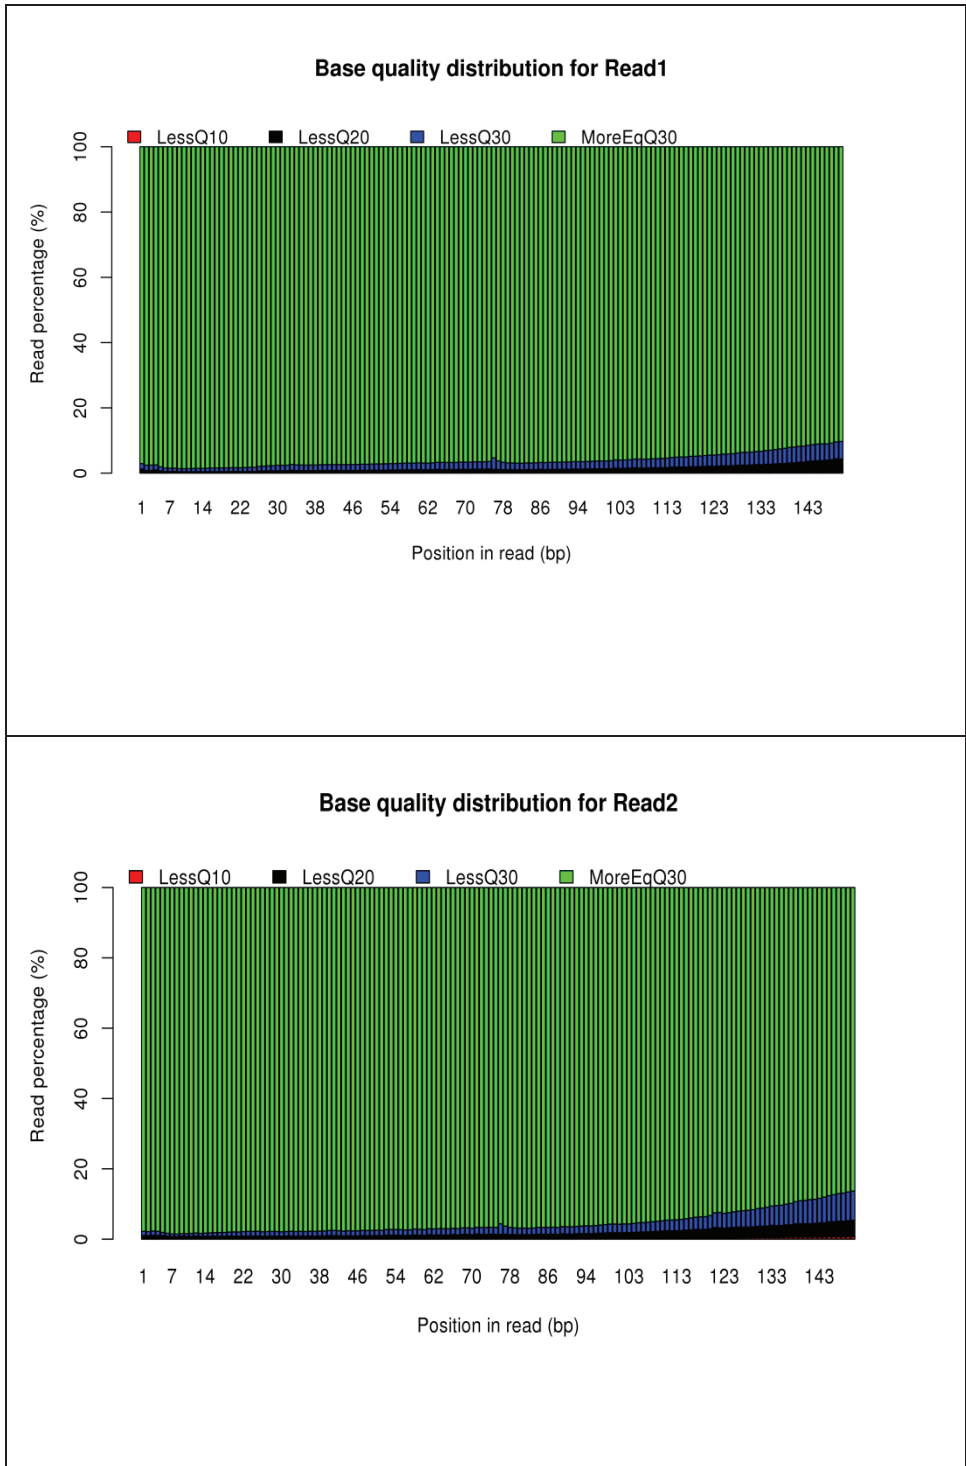 Base quality distribution for Read1
LessQ10 LessQ20 LessQ30 MoreEqQ30
Read percentage (%)
100
80
60
40
20
0
1 7 14 22 30 38 46 54 62 70 78 86 94 103 113 123 133 143
Position in read (bp)
Base quality distribution for Read2
LessQ10 LessQ20 LessQ30 MoreEqQ30
Read percentage (%)
100
80
60
40
20
0
1 7 14 22 30 38 46 54 62 70 78 86 94 103 113 123 133 143
Position in read (bp)